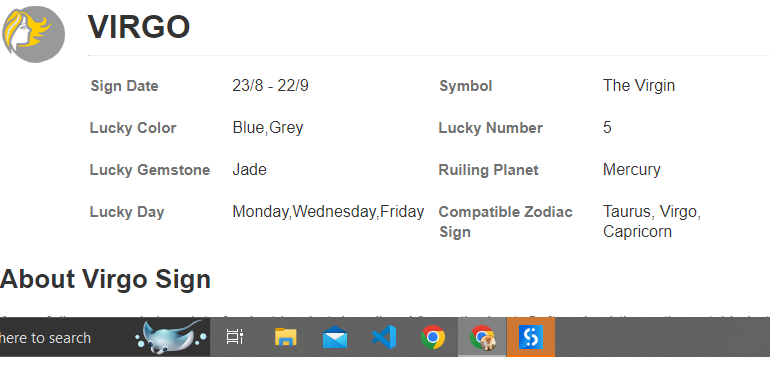 VIRGO
Sign Date 23/8 - 22/9 Symbol The Virgin
Lucky Color Blue,Grey Lucky Number 5
Lucky Gemstone Jade Ruiling Planet Mercury
Lucky Day Monday,Wednesday,Friday Compatible Zodiac Sign Taurus, Virgo, Capricorn
About Virgo Sign
here to search